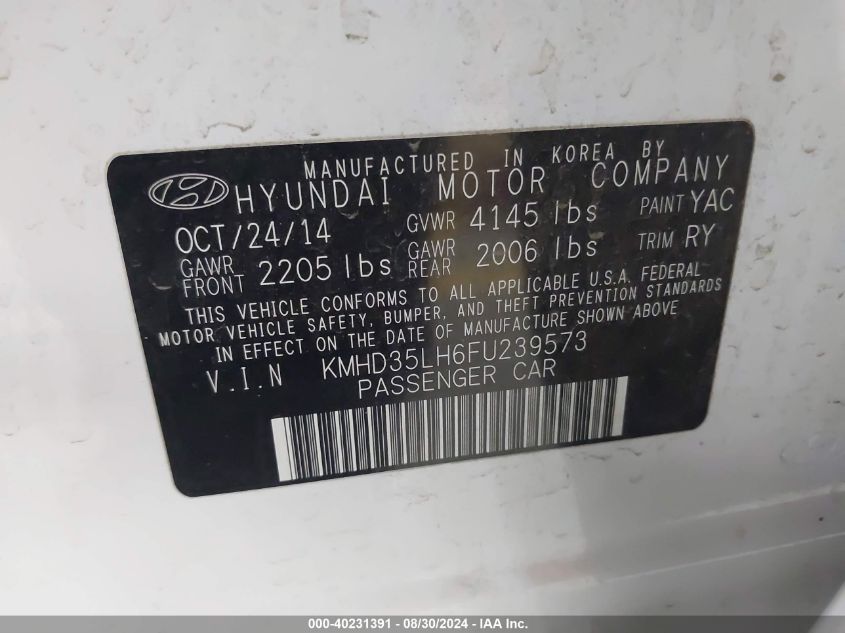 MANUFACTURED IN KOREA BY
HYUNDAI MOTOR COMPANY
OCT/24/14 GVWR 4145 lbs PAINT YAC
GAWR FRONT 2205 lbs GAWR REAR 2006 lbs TRIM RY
THIS VEHICLE CONFORMS TO ALL APPLICABLE U.S.A. FEDERAL
MOTOR VEHICLE SAFETY, BUMPER, AND THEFT PREVENTION STANDARDS
IN EFFECT ON THE DATE OF MANUFACTURE SHOWN ABOVE
V.I.N KMHD35LH6FU239573
PASSENGER CAR
000-40231391 - 08/30/2024 - IAA Inc.